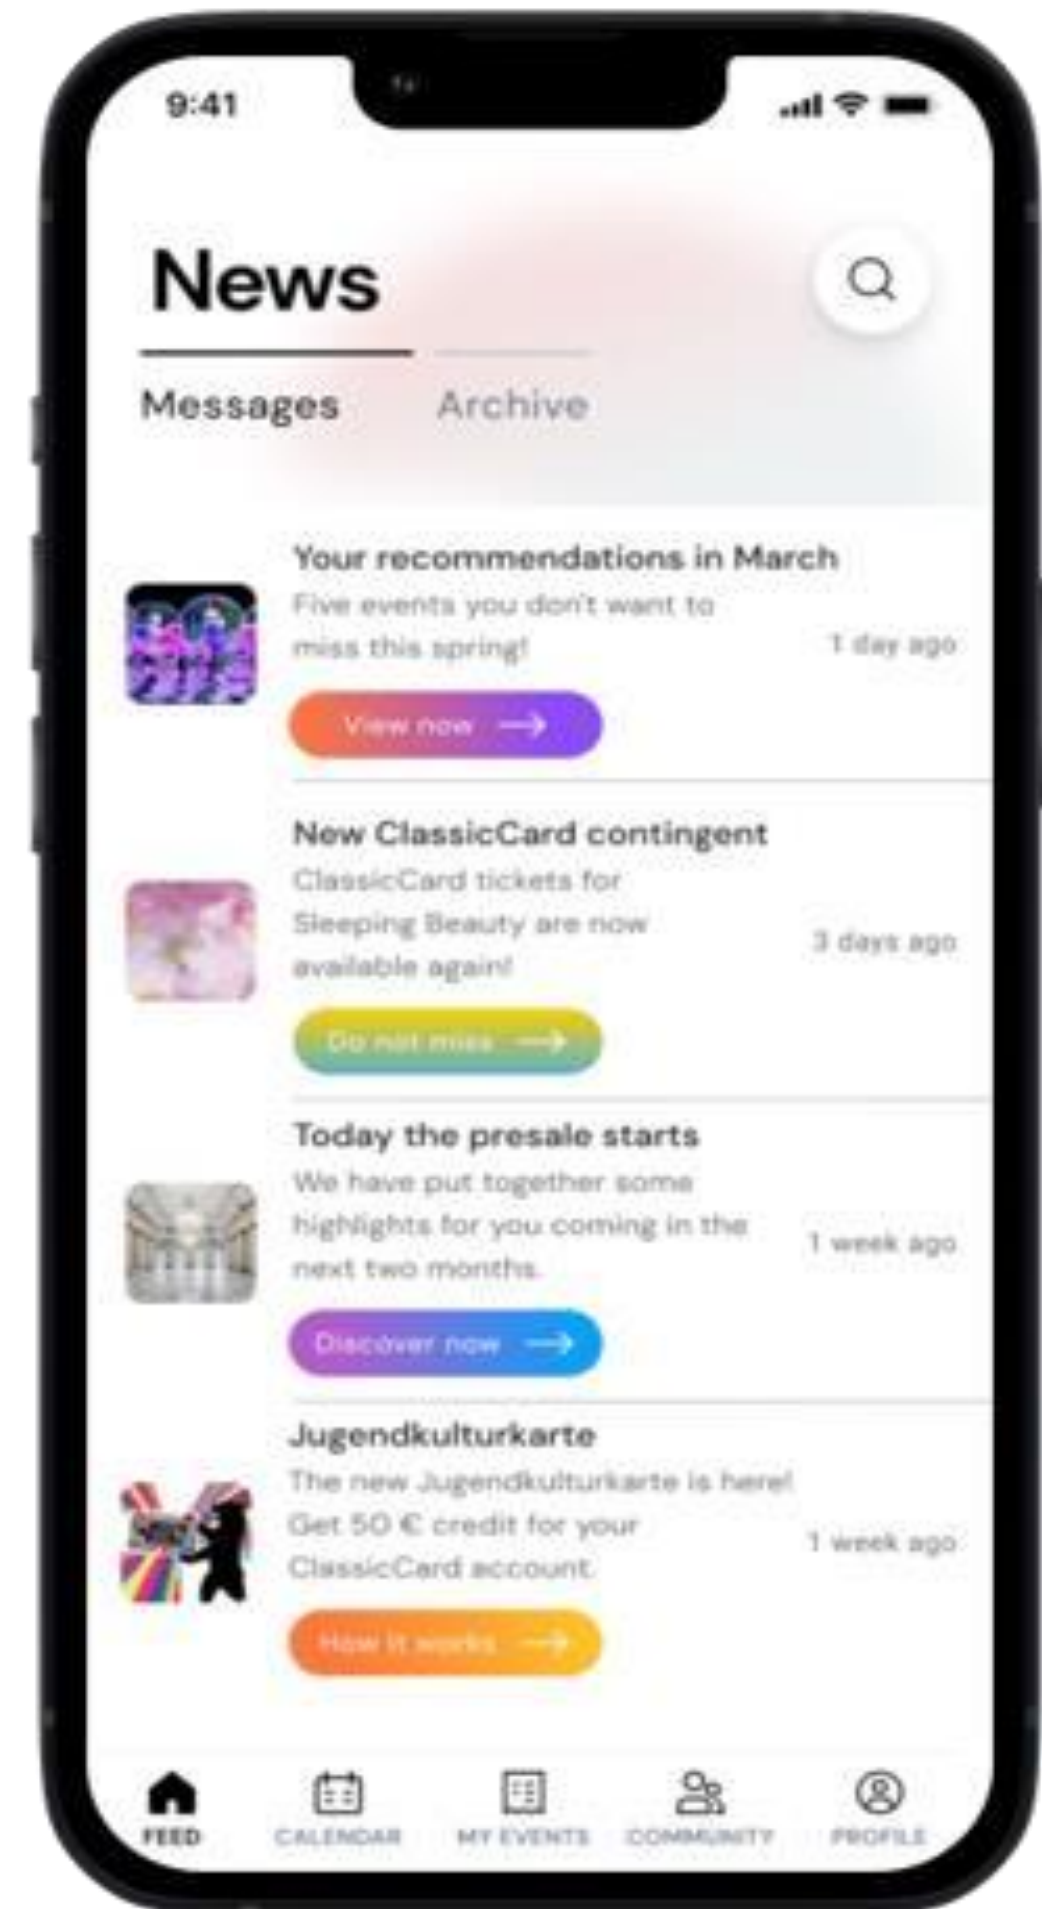 9:41
News
Messages
Archive
Your recommendations in March
Five events you don't want to
miss this spring!
1 day ago
View now
New ClassicCard contingent
ClassicCard tickets for
Sleeping Beauty are now
available again!
3 days ago
Do not miss
Today the presale starts
We have put together some
highlights for you coming in the
next two months.
1 week ago
Discover now
Jugendkulturkarte
The new Jugendkulturkarte is here!
Get 50 € credit for your
ClassicCard account.
1 week ago
How it works
FEED
CALENDAR
MY EVENTS
COMMUNITY
PROFILE